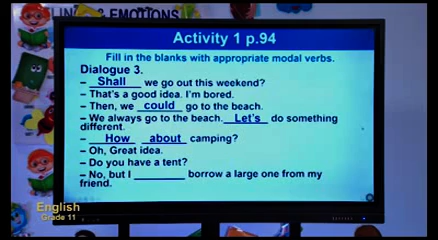 & EMOTIONS
Activity 1 p.94
Fill in the blanks with appropriate modal verbs.
Dialogue 3.
– Shall we go out this weekend?
– That's a good idea. I'm bored.
– Then, we could go to the beach.
– We always go to the beach. Let's do something
different.
– How about camping?
– Oh, Great idea.
– Do you have a tent?
– No, but I ________ borrow a large one from my
friend.
English
Grade 11